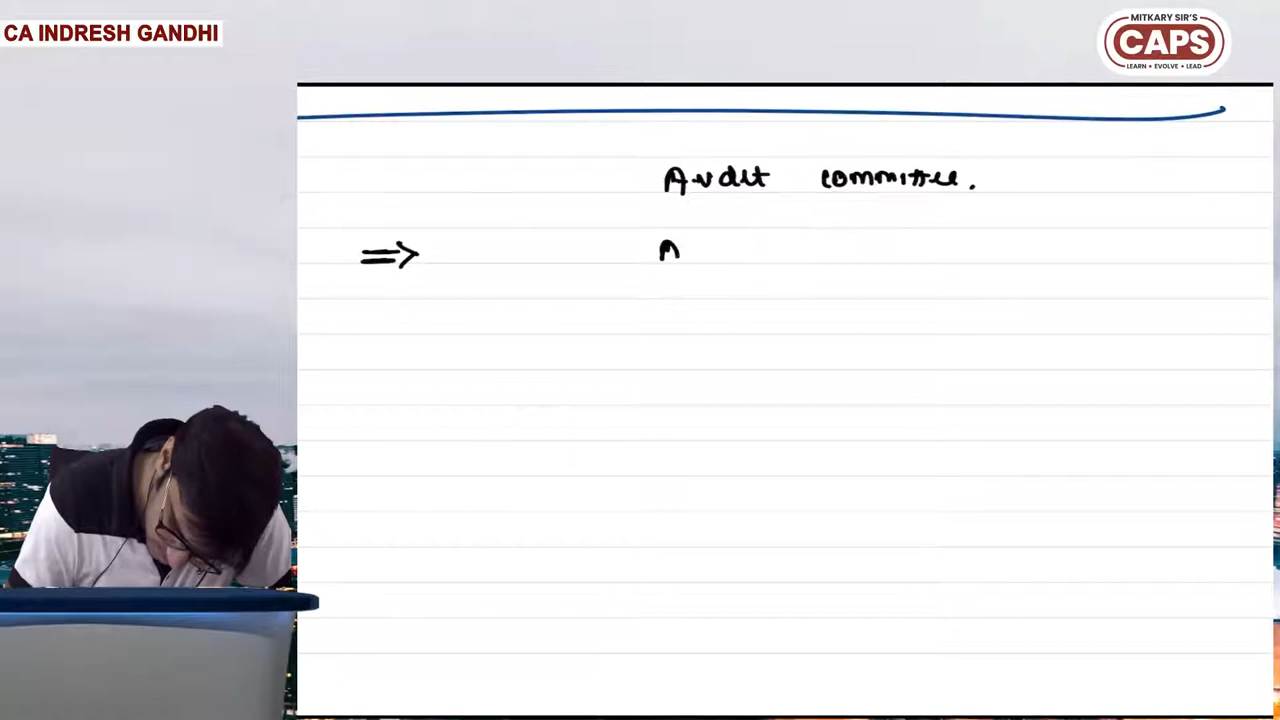 CA INDRESH GANDHI
MITKARY SIR'S
CAPS
LEARN • EVOLVE • LEAD
Audit committee.
⇒ A